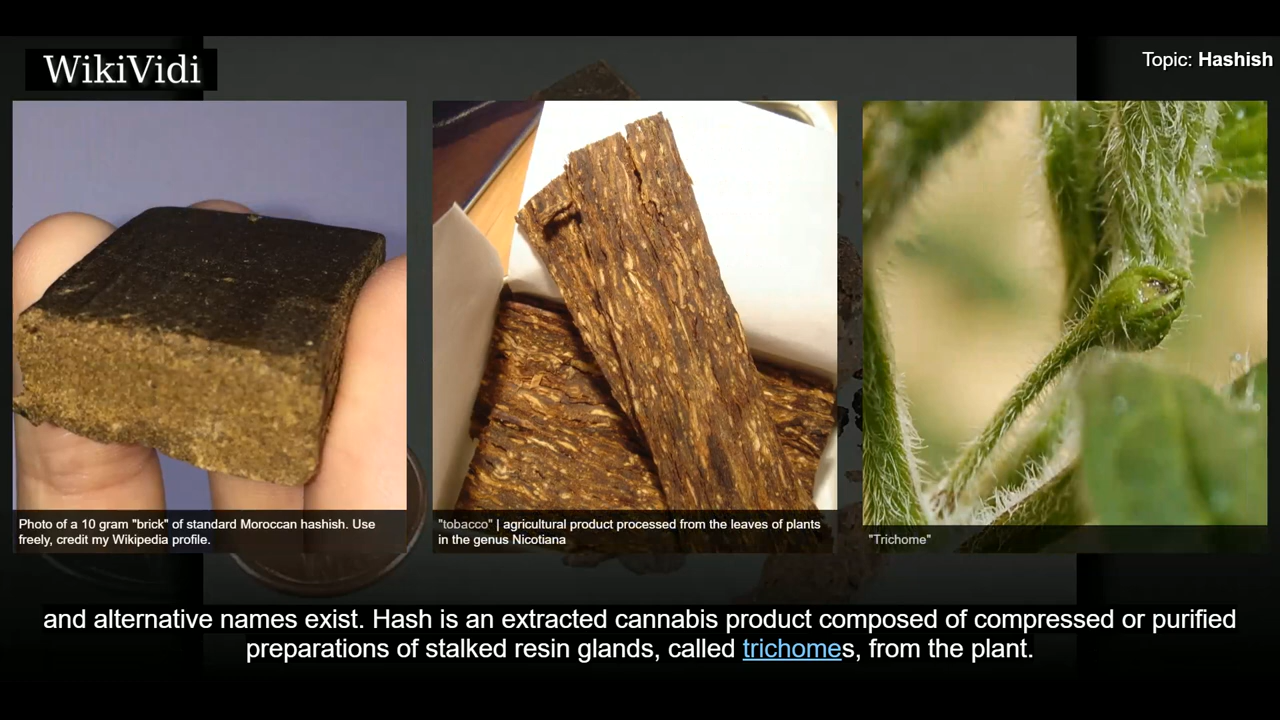 WikiVidi
Topic: Hashish
Photo of a 10 gram "brick" of standard Moroccan hashish. Use
freely, credit my Wikipedia profile.
"tobacco" | agricultural product processed from the leaves of plants
in the genus Nicotiana
"Trichome"
and alternative names exist. Hash is an extracted cannabis product composed of compressed or purified
preparations of stalked resin glands, called trichomes, from the plant.